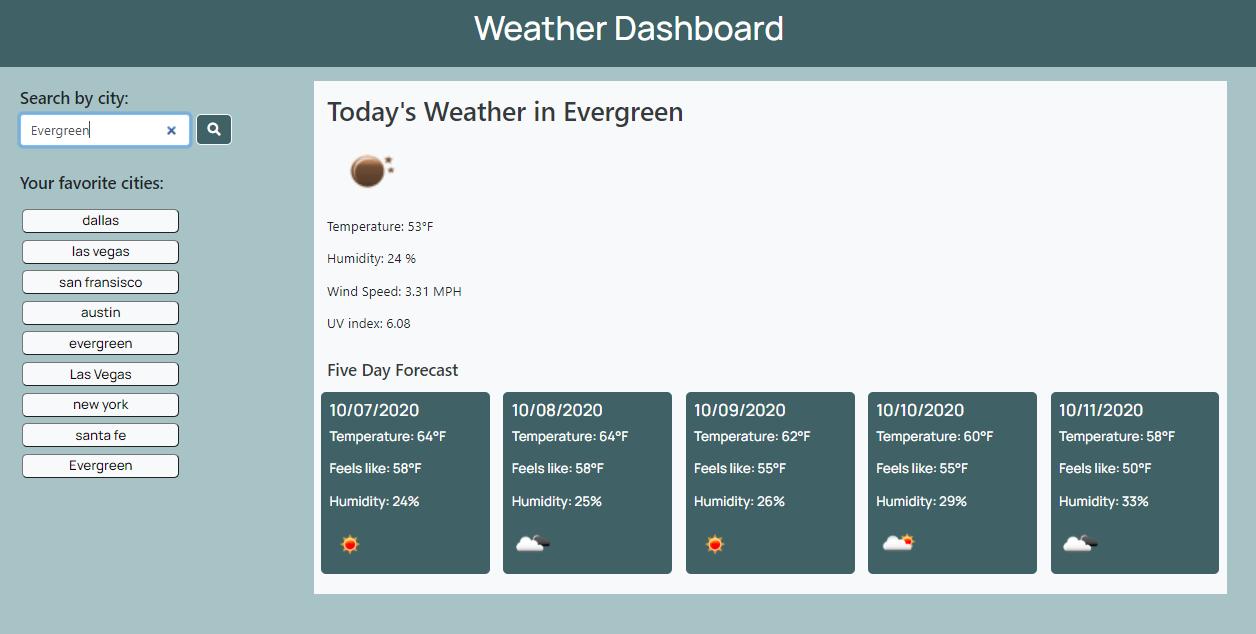 Weather Dashboard
Search by city:
Evergreen
Your favorite cities:
dallas
las vegas
san fransisco
austin
evergreen
Las Vegas
new york
santa fe
Evergreen
Today's Weather in Evergreen
Temperature: 53°F
Humidity: 24 %
Wind Speed: 3.31 MPH
UV index: 6.08
Five Day Forecast
10/07/2020
Temperature: 64°F
Feels like: 58°F
Humidity: 24%
10/08/2020
Temperature: 64°F
Feels like: 58°F
Humidity: 25%
10/09/2020
Temperature: 62°F
Feels like: 55°F
Humidity: 26%
10/10/2020
Temperature: 60°F
Feels like: 55°F
Humidity: 29%
10/11/2020
Temperature: 58°F
Feels like: 50°F
Humidity: 33%